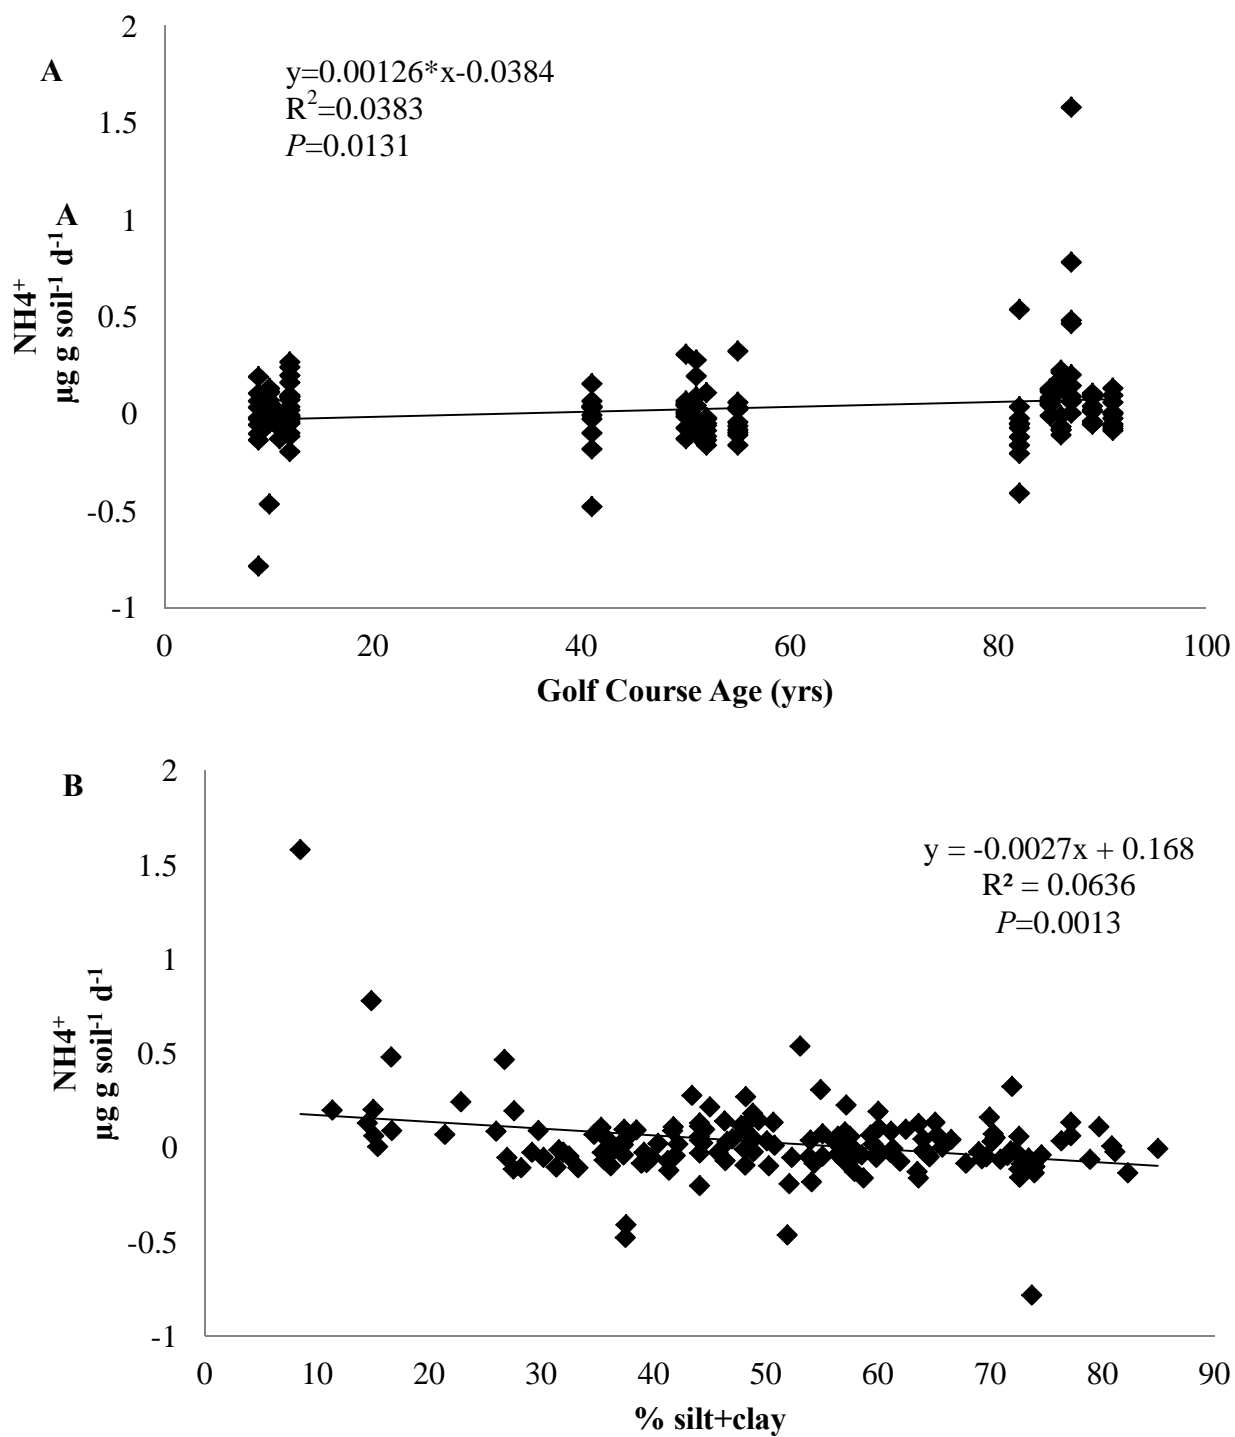 A
y=0.00126*x-0.0384
R²=0.0383
P=0.0131
2
1.5
1
0.5
0
-0.5
-1
A
NH4⁺
µg g soil⁻¹ d⁻¹
0 20 40 60 80 100
Golf Course Age (yrs)
B
y = -0.0027x + 0.168
R² = 0.0636
P=0.0013
2
1.5
1
0.5
0
-0.5
-1
NH4⁺
µg g soil⁻¹ d⁻¹
0 10 20 30 40 50 60 70 80 90
% silt+clay